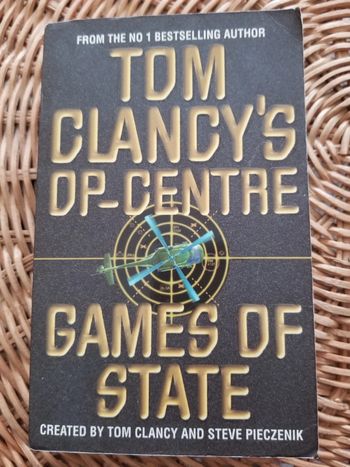 FROM THE NO 1 BESTSELLING AUTHOR
TOM
CLANCY'S
OP-CENTRE
GAMES OF
STATE
CREATED BY TOM CLANCY AND STEVE PIECZENIK